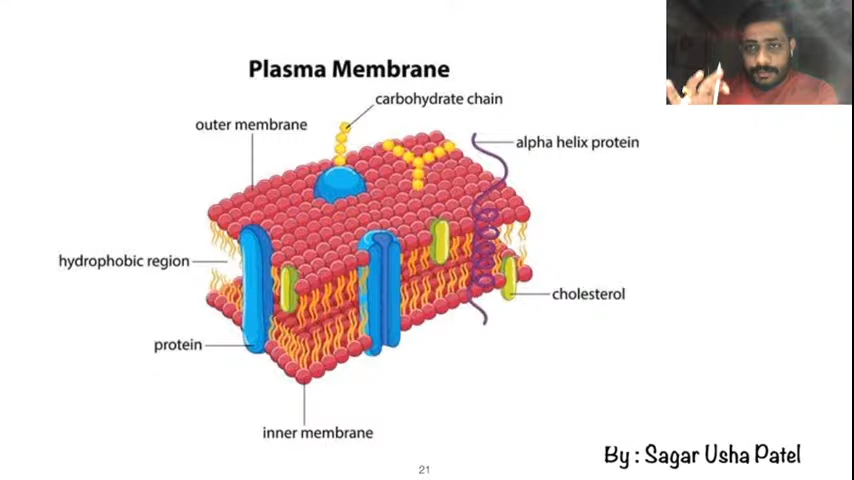 Plasma Membrane
carbohydrate chain
outer membrane
alpha helix protein
hydrophobic region
cholesterol
protein
inner membrane
By : Sagar Usha Patel
21